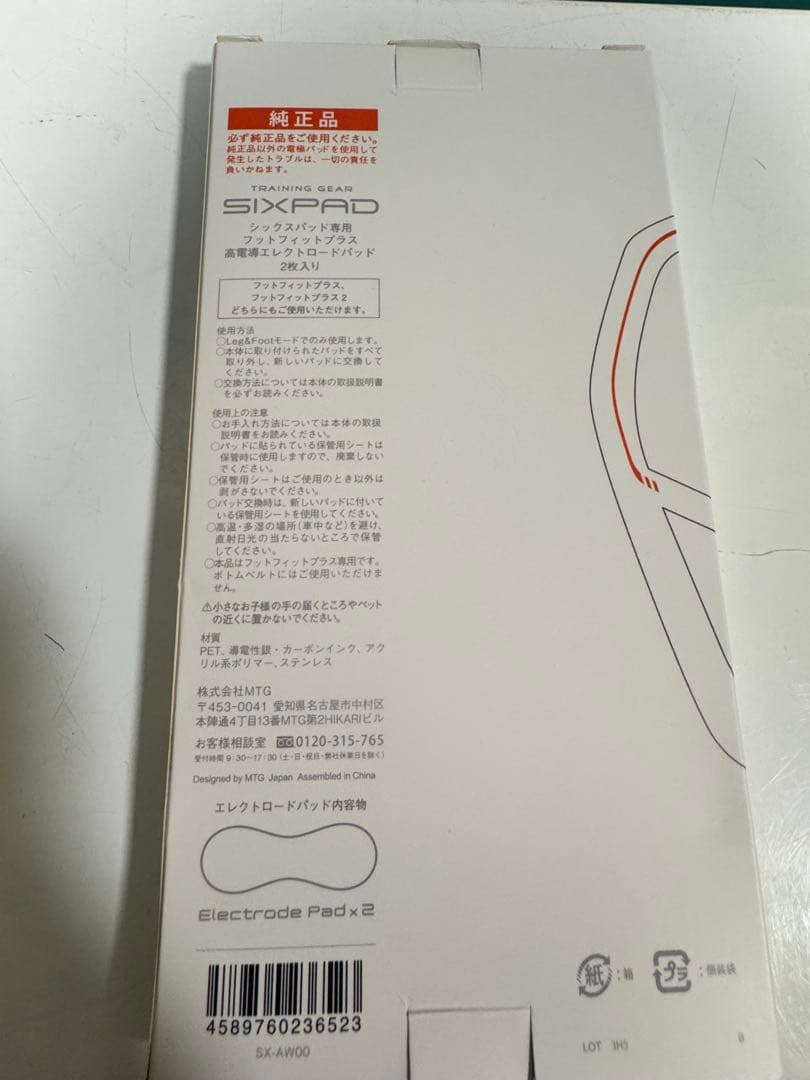 純正品
必ず純正品をご使用ください。
純正品以外の電極パッドを使用して
発生したトラブルは、一切の責任を
負いかねます。
TRAINING GEAR
SIXPAD
シックスパッド専用
フットフィットプラス
高電導エレクトロードパッド
2枚入り
フットフィットプラス、
フットフィットプラス2
どちらにもご使用いただけます。
使用方法
○Leg&Footモードでのみ使用します。
○本体に取り付けられたパッドをすべて
取り外し、新しいパッドに交換して
ください。
○交換方法については本体の取扱説明書
を必ずお読みください。
使用上の注意
○お手入れ方法については本体の取扱
説明書をお読みください。
○パッドに貼られている保管用シートは
保管時に使用しますので、廃棄しない
でください。
○保管用シートはご使用のとき以外は
剥がさないでください。
○パッド交換時は、新しいパッドに付いて
いる保管用シートを使用してください。
○高温・多湿の場所(車中など)を避け、
直射日光の当たらないところで保管
してください。
○本品はフットフィットプラス専用です。
ボトムベルトにはご使用いただけま
せん。
⚠小さなお子様の手の届くところやペット
の近くに置かないでください。
材質
PET、導電性銀・カーボンインク、アク
リル系ポリマー、ステンレス
株式会社MTG
〒453-0041 愛知県名古屋市中村区
本陣通4丁目13番MTG第2HIKARIビル
お客様相談室 0120-315-765
受付時間 9:30〜17:30 (土・日・祝日・弊社休業日を除く)
Designed by MTG Japan Assembled in China
エレクトロードパッド内容物
Electrode Pad x 2
4589760236523
SX-AW00
紙 :箱 プラ :個装袋
LOT